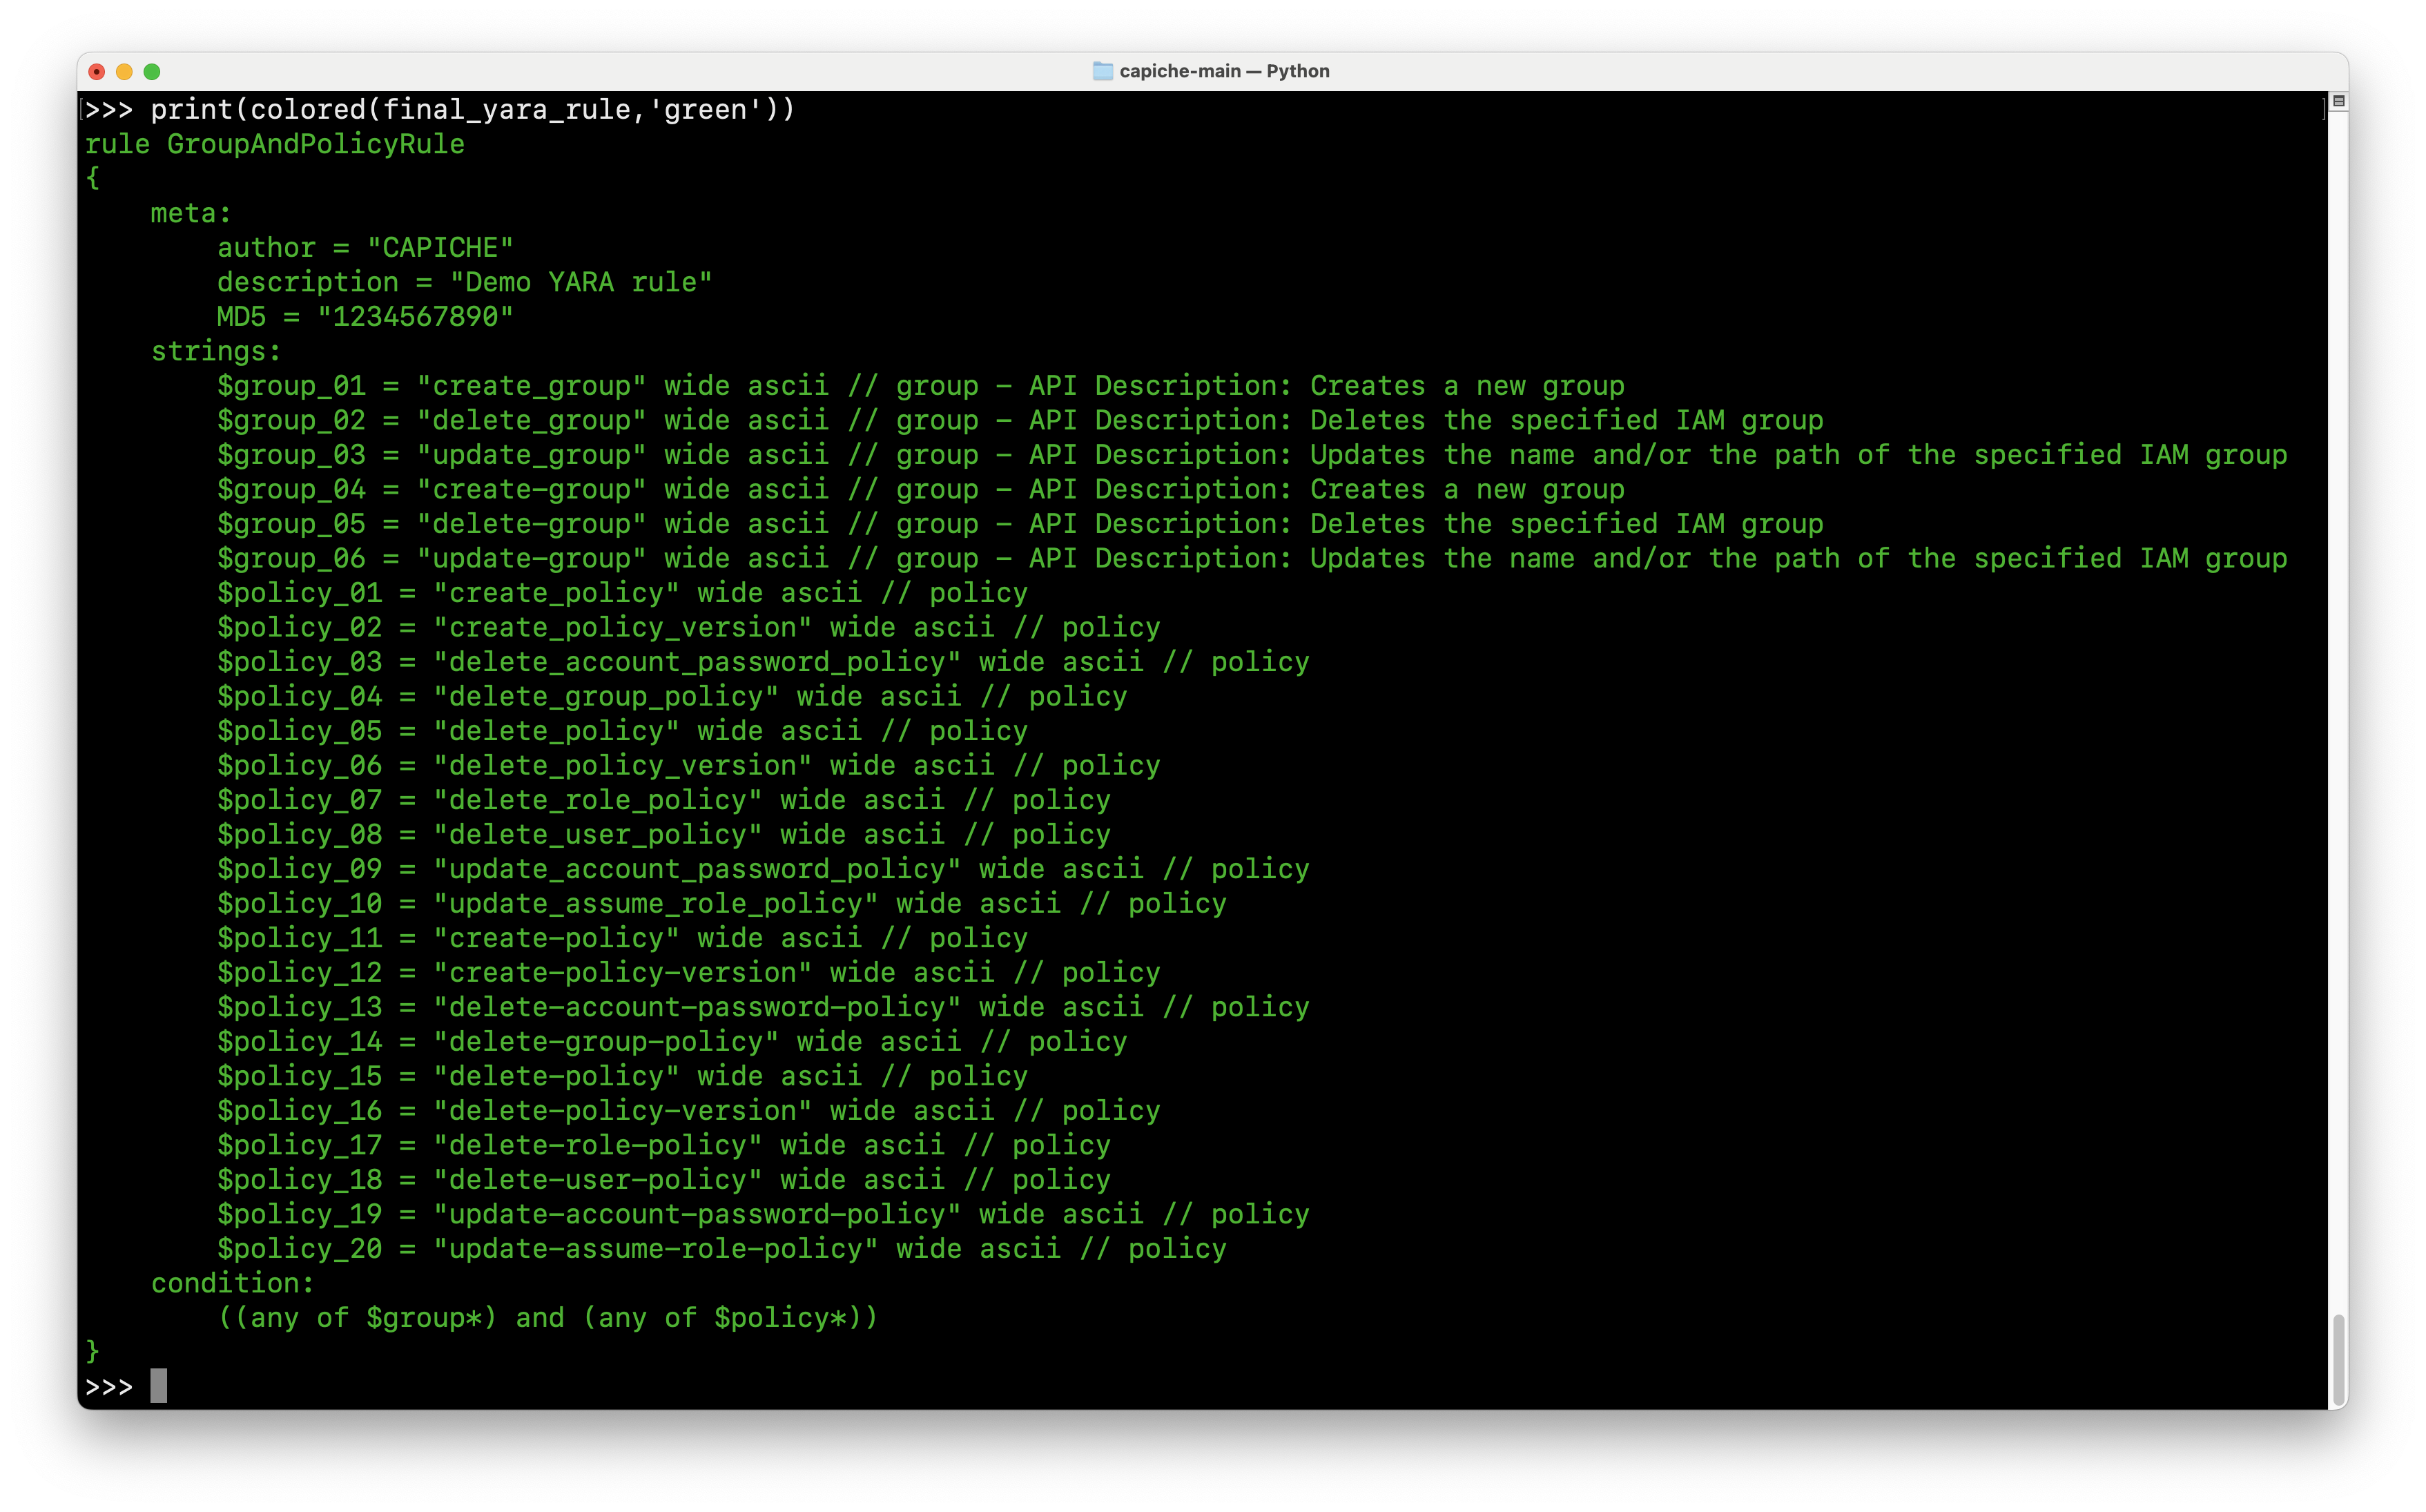 capiche-main — Python
>>> print(colored(final_yara_rule,'green'))
rule GroupAndPolicyRule
{
    meta:
        author = "CAPICHE"
        description = "Demo YARA rule"
        MD5 = "1234567890"
    strings:
        $group_01 = "create_group" wide ascii // group - API Description: Creates a new group
        $group_02 = "delete_group" wide ascii // group - API Description: Deletes the specified IAM group
        $group_03 = "update_group" wide ascii // group - API Description: Updates the name and/or the path of the specified IAM group
        $group_04 = "create-group" wide ascii // group - API Description: Creates a new group
        $group_05 = "delete-group" wide ascii // group - API Description: Deletes the specified IAM group
        $group_06 = "update-group" wide ascii // group - API Description: Updates the name and/or the path of the specified IAM group
        $policy_01 = "create_policy" wide ascii // policy
        $policy_02 = "create_policy_version" wide ascii // policy
        $policy_03 = "delete_account_password_policy" wide ascii // policy
        $policy_04 = "delete_group_policy" wide ascii // policy
        $policy_05 = "delete_policy" wide ascii // policy
        $policy_06 = "delete_policy_version" wide ascii // policy
        $policy_07 = "delete_role_policy" wide ascii // policy
        $policy_08 = "delete_user_policy" wide ascii // policy
        $policy_09 = "update_account_password_policy" wide ascii // policy
        $policy_10 = "update_assume_role_policy" wide ascii // policy
        $policy_11 = "create-policy" wide ascii // policy
        $policy_12 = "create-policy-version" wide ascii // policy
        $policy_13 = "delete-account-password-policy" wide ascii // policy
        $policy_14 = "delete-group-policy" wide ascii // policy
        $policy_15 = "delete-policy" wide ascii // policy
        $policy_16 = "delete-policy-version" wide ascii // policy
        $policy_17 = "delete-role-policy" wide ascii // policy
        $policy_18 = "delete-user-policy" wide ascii // policy
        $policy_19 = "update-account-password-policy" wide ascii // policy
        $policy_20 = "update-assume-role-policy" wide ascii // policy
    condition:
        ((any of $group*) and (any of $policy*))
}
>>>